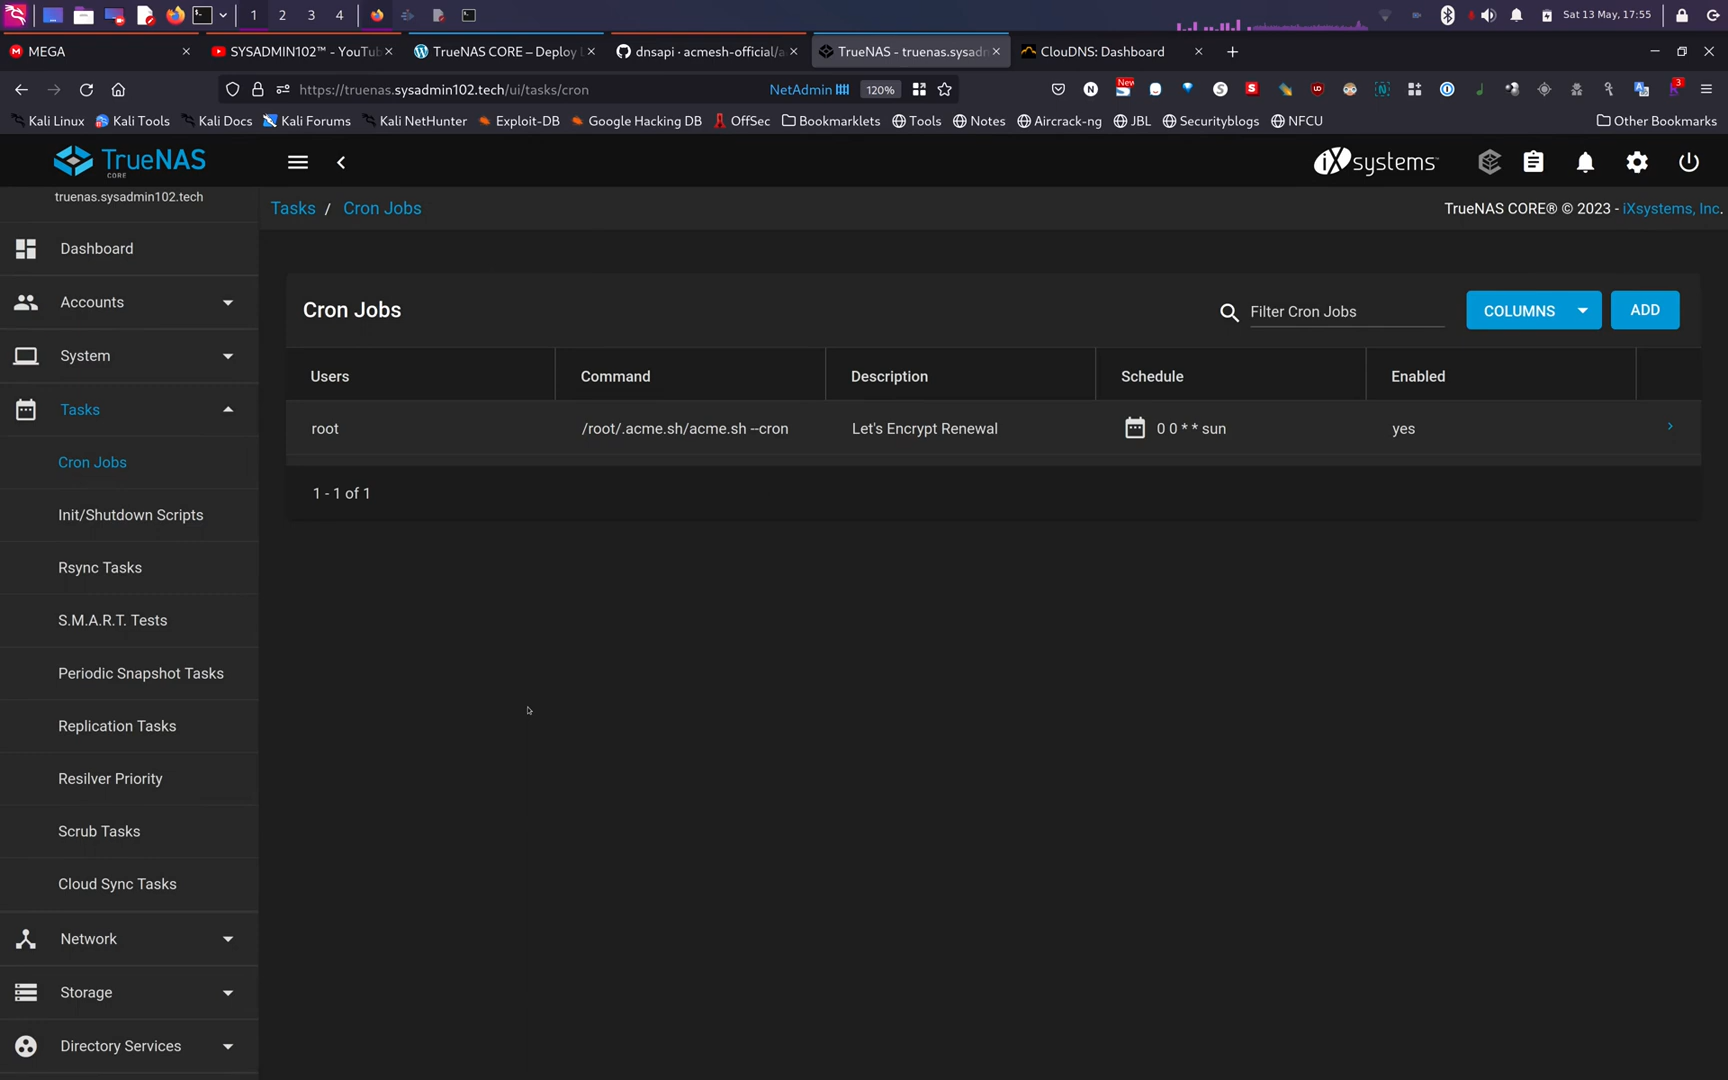 1 2 3 4
Sat 13 May, 17:55
MEGA
SYSADMIN102™ - YouTub
TrueNAS CORE – Deploy L
dnsapi · acmesh-official/a
TrueNAS - truenas.sysadn
ClouDNS: Dashboard
https://truenas.sysadmin102.tech/ui/tasks/cron
NetAdmin
120%
New
3
Kali Linux
Kali Tools
Kali Docs
Kali Forums
Kali NetHunter
Exploit-DB
Google Hacking DB
OffSec
Bookmarklets
Tools
Notes
Aircrack-ng
JBL
Securityblogs
NFCU
Other Bookmarks
TrueNAS
CORE
iXsystems™
truenas.sysadmin102.tech
Tasks / Cron Jobs
TrueNAS CORE® © 2023 - iXsystems, Inc.
Dashboard
Accounts
System
Tasks
Cron Jobs
Init/Shutdown Scripts
Rsync Tasks
S.M.A.R.T. Tests
Periodic Snapshot Tasks
Replication Tasks
Resilver Priority
Scrub Tasks
Cloud Sync Tasks
Network
Storage
Directory Services
Cron Jobs
Filter Cron Jobs
COLUMNS
ADD
Users Command Description Schedule Enabled
root /root/.acme.sh/acme.sh --cron Let's Encrypt Renewal 0 0 * * sun yes
1 - 1 of 1